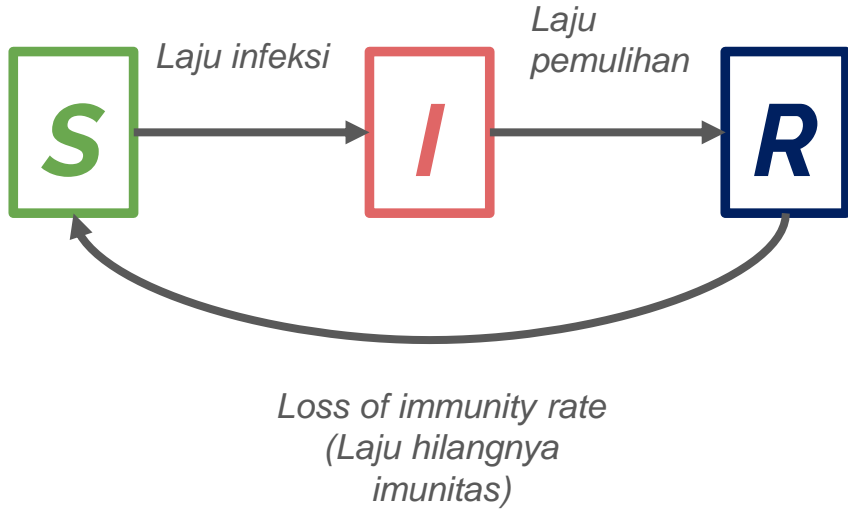 Laju infeksi
Laju
pemulihan
S
I
R
Loss of immunity rate
(Laju hilangnya
imunitas)